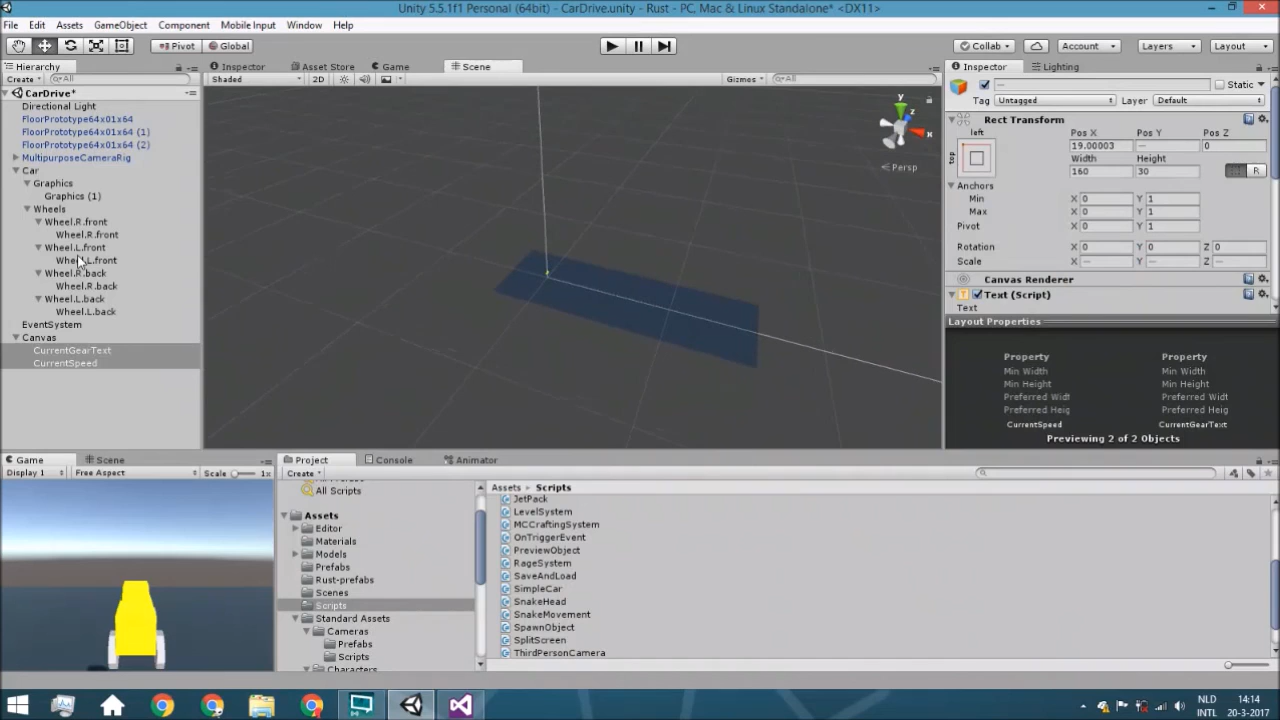 Unity 5.5.1f1 Personal (64bit) - CarDrive.unity - Rust - PC, Mac & Linux Standalone* <DX11>
File Edit Assets GameObject Component Mobile Input Window Help
Pivot Global Collab Account Layers Layout
Hierarchy Inspector Asset Store Game Scene Inspector Lighting
Create All Shaded 2D Gizmos All
CarDrive*
Directional Light
FloorPrototype64x01x64
FloorPrototype64x01x64 (1)
FloorPrototype64x01x64 (2)
MultipurposeCameraRig
Car
Graphics
Graphics (1)
Wheels
Wheel.R.front
Wheel.R.front
Wheel.L.front
Wheel.L.front
Wheel.R.back
Wheel.R.back
Wheel.L.back
Wheel.L.back
EventSystem
Canvas
CurrentGearText
CurrentSpeed
y
z
x
Persp
Static
Tag Untagged Layer Default
Rect Transform
left Pos X Pos Y Pos Z
top 19.00003 — 0
Width Height
160 30 R
Anchors
Min X 0 Y 1
Max X 0 Y 1
Pivot X 0 Y 1
Rotation X 0 Y 0 Z 0
Scale X — Y — Z —
Canvas Renderer
Text (Script)
Text
Layout Properties
Property Property
Min Width Min Width
Min Height Min Height
Preferred Widt Preferred Widt
Preferred Heig Preferred Heig
CurrentSpeed CurrentGearText
Previewing 2 of 2 Objects
Game Scene Project Console Animator
Display 1 Free Aspect Scale 1x Create
All Scripts
Assets
Editor
Materials
Models
Prefabs
Rust-prefabs
Scenes
Scripts
Standard Assets
Cameras
Prefabs
Scripts
Characters
Assets Scripts
JetPack
LevelSystem
MCCraftingSystem
OnTriggerEvent
PreviewObject
RageSystem
SaveAndLoad
SimpleCar
SnakeHead
SnakeMovement
SpawnObject
SplitScreen
ThirdPersonCamera
NLD 14:14
INTL 20-3-2017